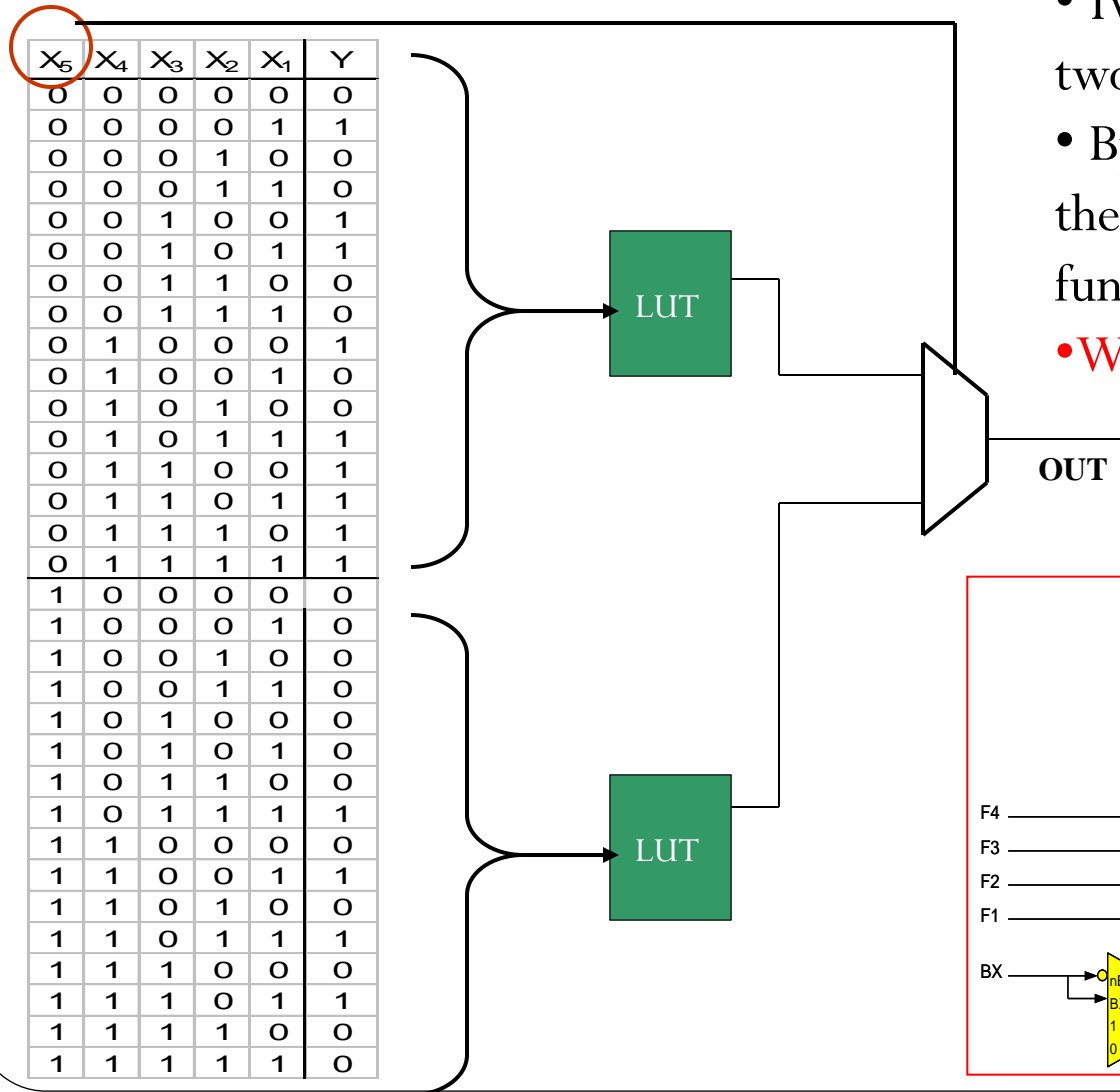 X5 X4 X3 X2 X1 Y
0 0 0 0 0 0
0 0 0 0 1 1
0 0 0 1 0 0
0 0 0 1 1 0
0 0 1 0 0 1
0 0 1 0 1 1
0 0 1 1 0 0
0 0 1 1 1 0
0 1 0 0 0 1
0 1 0 0 1 0
0 1 0 1 0 0
0 1 0 1 1 1
0 1 1 0 0 1
0 1 1 0 1 1
0 1 1 1 0 1
0 1 1 1 1 1
1 0 0 0 0 0
1 0 0 0 1 0
1 0 0 1 0 0
1 0 0 1 1 0
1 0 1 0 0 0
1 0 1 0 1 0
1 0 1 1 0 0
1 0 1 1 1 1
1 1 0 0 0 0
1 1 0 0 1 1
1 1 0 1 0 0
1 1 0 1 1 1
1 1 1 0 0 0
1 1 1 0 1 1
1 1 1 1 0 0
1 1 1 1 1 0
LUT
LUT
OUT
•
two
• B
the
fun
•W
F4
F3
F2
F1
BX
1
0